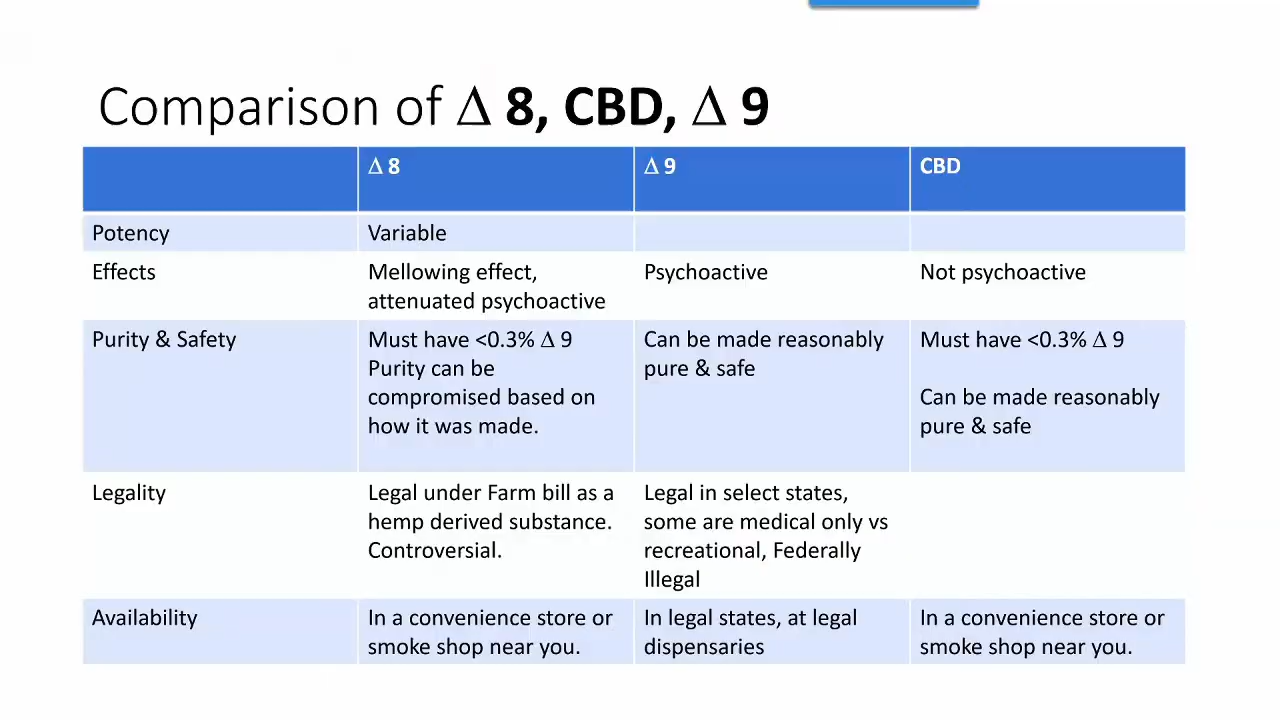 Comparison of Δ 8, CBD, Δ 9
Δ 8 Δ 9 CBD
Potency Variable
Effects Mellowing effect, attenuated psychoactive Psychoactive Not psychoactive
Purity & Safety
Must have <0.3% Δ 9
Purity can be
compromised based on
how it was made.
Can be made reasonably
pure & safe
Must have <0.3% Δ 9
Can be made reasonably
pure & safe
Legality
Legal under Farm bill as a
hemp derived substance.
Controversial.
Legal in select states,
some are medical only vs
recreational, Federally
Illegal
Availability
In a convenience store or
smoke shop near you.
In legal states, at legal
dispensaries
In a convenience store or
smoke shop near you.